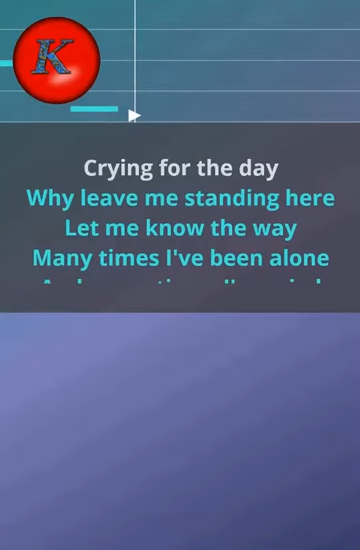 K
Crying for the day
Why leave me standing here
Let me know the way
Many times I've been alone